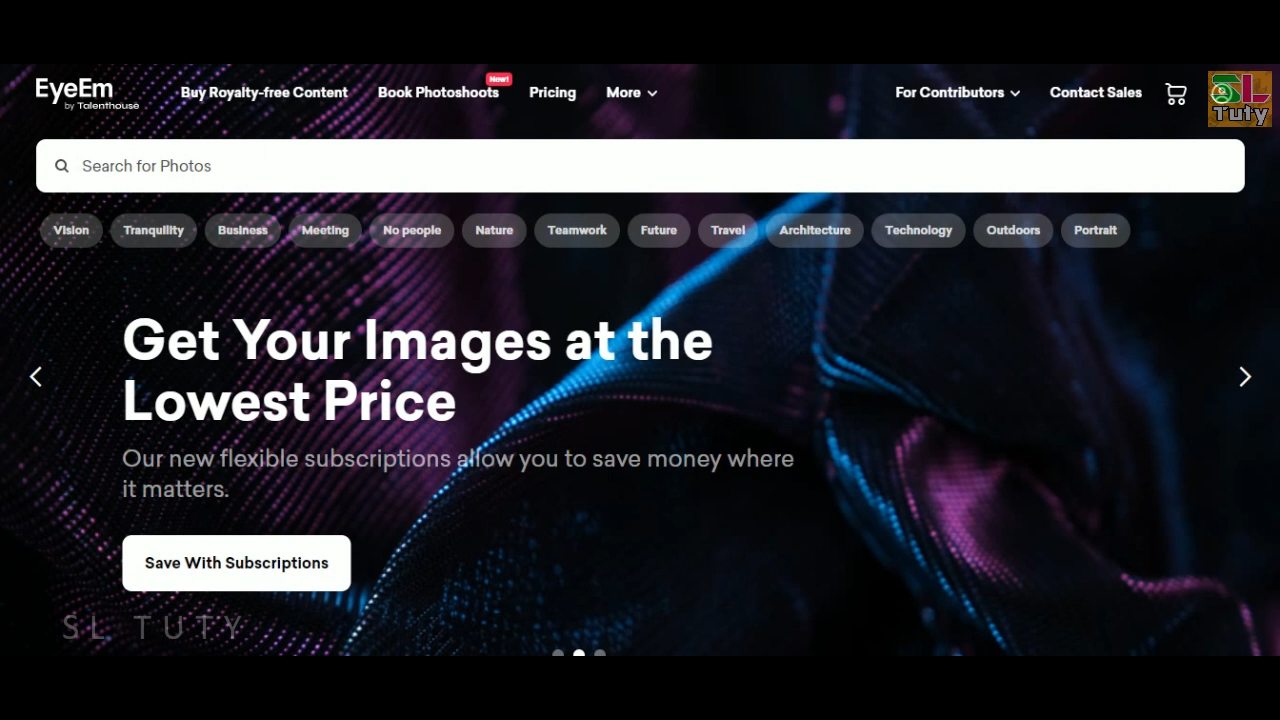 EyeEm
by Talenthouse
Buy Royalty-free Content
Book Photoshoots
New!
Pricing
More
For Contributors
Contact Sales
SL
Tuty
Search for Photos
Vision
Tranquility
Business
Meeting
No people
Nature
Teamwork
Future
Travel
Architecture
Technology
Outdoors
Portrait
Get Your Images at the
Lowest Price
Our new flexible subscriptions allow you to save money where
it matters.
Save With Subscriptions
SL TUTY